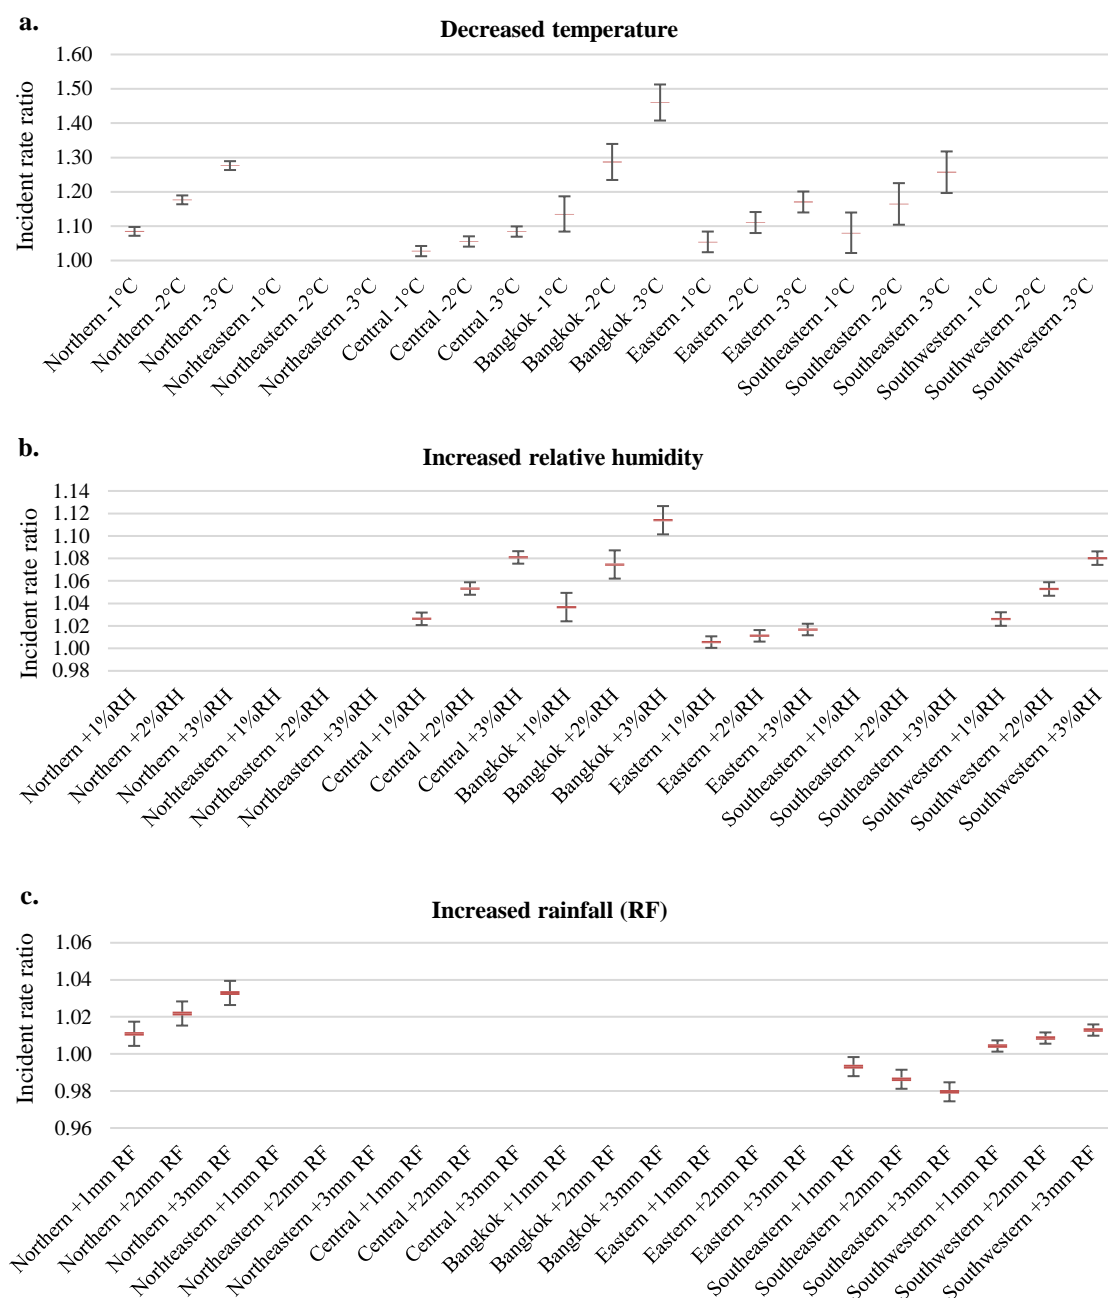 a.
Decreased temperature
Incident rate ratio
1.60
1.50
1.40
1.30
1.20
1.10
1.00
Northern -1°C
Northern -2°C
Northern -3°C
Norhteastern -1°C
Northeastern -2°C
Northeastern -3°C
Central -1°C
Central -2°C
Central -3°C
Bangkok -1°C
Bangkok -2°C
Bangkok -3°C
Eastern -1°C
Eastern -2°C
Eastern -3°C
Southeastern -1°C
Southeastern -2°C
Southeastern -3°C
Southwestern -1°C
Southwestern -2°C
Southwestern -3°C
b.
Increased relative humidity
Incident rate ratio
1.14
1.12
1.10
1.08
1.06
1.04
1.02
1.00
0.98
Northern +1%RH
Northern +2%RH
Northern +3%RH
Norhteastern +1%RH
Northeastern +2%RH
Northeastern +3%RH
Central +1%RH
Central +2%RH
Central +3%RH
Bangkok +1%RH
Bangkok +2%RH
Bangkok +3%RH
Eastern +1%RH
Eastern +2%RH
Eastern +3%RH
Southeastern +1%RH
Southeastern +2%RH
Southeastern +3%RH
Southwestern +1%RH
Southwestern +2%RH
Southwestern +3%RH
c.
Increased rainfall (RF)
Incident rate ratio
1.06
1.04
1.02
1.00
0.98
0.96
Northern +1mm RF
Northern +2mm RF
Northern +3mm RF
Norhteastern +1mm RF
Northeastern +2mm RF
Northeastern +3mm RF
Central +1mm RF
Central +2mm RF
Central +3mm RF
Bangkok +1mm RF
Bangkok +2mm RF
Bangkok +3mm RF
Eastern +1mm RF
Eastern +2mm RF
Eastern +3mm RF
Southeastern +1mm RF
Southeastern +2mm RF
Southeastern +3mm RF
Southwestern +1mm RF
Southwestern +2mm RF
Southwestern +3mm RF